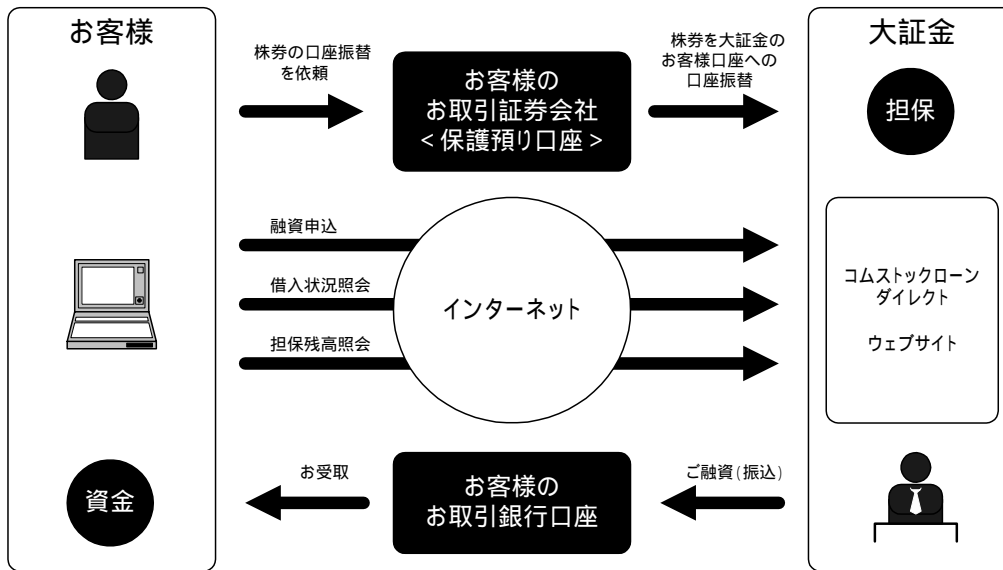 お客様
株券の口座振替
を依頼
お客様の
お取引証券会社
<保護預り口座>
株券を大証金の
お客様口座への
口座振替
大証金
担保
融資申込
借入状況照会
担保残高照会
インターネット
コムストックローン
ダイレクト
ウェブサイト
資金
お受取
お客様の
お取引銀行口座
ご融資(振込)